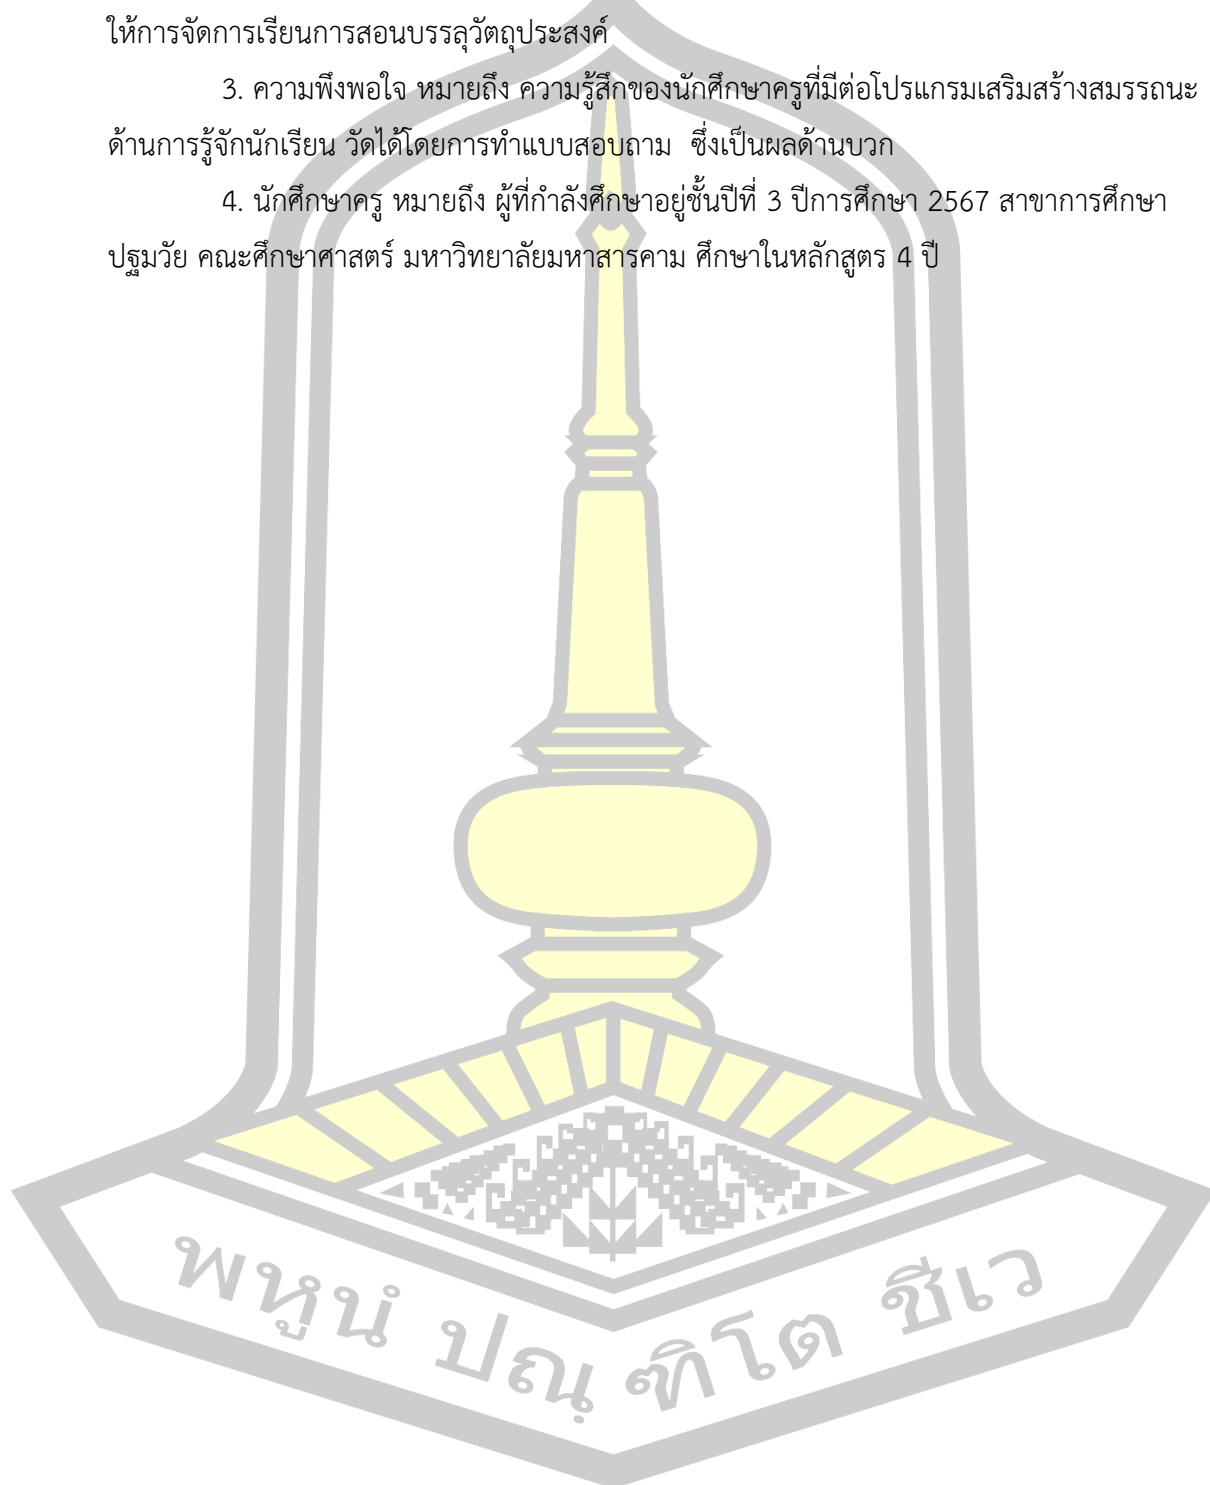 ให้การจัดการเรียนการสอนบรรลุวัตถุประสงค์
3. ความพึงพอใจ หมายถึง ความรู้สึกของนักศึกษาครูที่มีต่อโปรแกรมเสริมสร้างสมรรถนะ
ด้านการรู้จักนักเรียน วัดได้โดยการทำแบบสอบถาม ซึ่งเป็นผลด้านบวก
4. นักศึกษาครู หมายถึง ผู้ที่กำลังศึกษาอยู่ชั้นปีที่ 3 ปีการศึกษา 2567 สาขาการศึกษา
ปฐมวัย คณะศึกษาศาสตร์ มหาวิทยาลัยมหาสารคาม ศึกษาในหลักสูตร 4 ปี
พหูนํ ปณฺ ฑิโต ชีเว